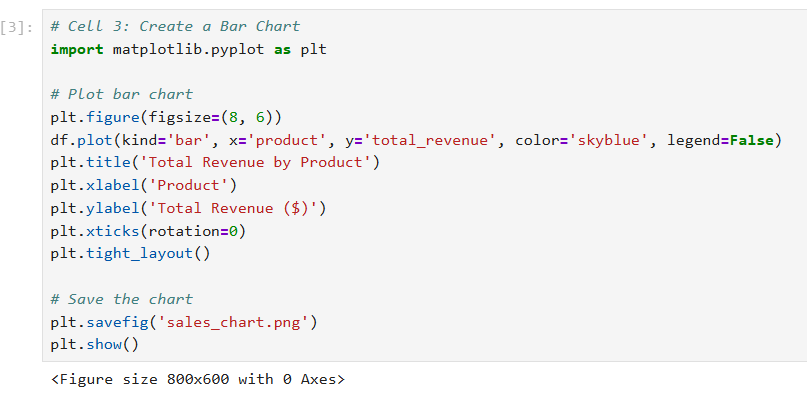 [3]:
# Cell 3: Create a Bar Chart
import matplotlib.pyplot as plt

# Plot bar chart
plt.figure(figsize=(8, 6))
df.plot(kind='bar', x='product', y='total_revenue', color='skyblue', legend=False)
plt.title('Total Revenue by Product')
plt.xlabel('Product')
plt.ylabel('Total Revenue ($)')
plt.xticks(rotation=0)
plt.tight_layout()

# Save the chart
plt.savefig('sales_chart.png')
plt.show()
<Figure size 800x600 with 0 Axes>